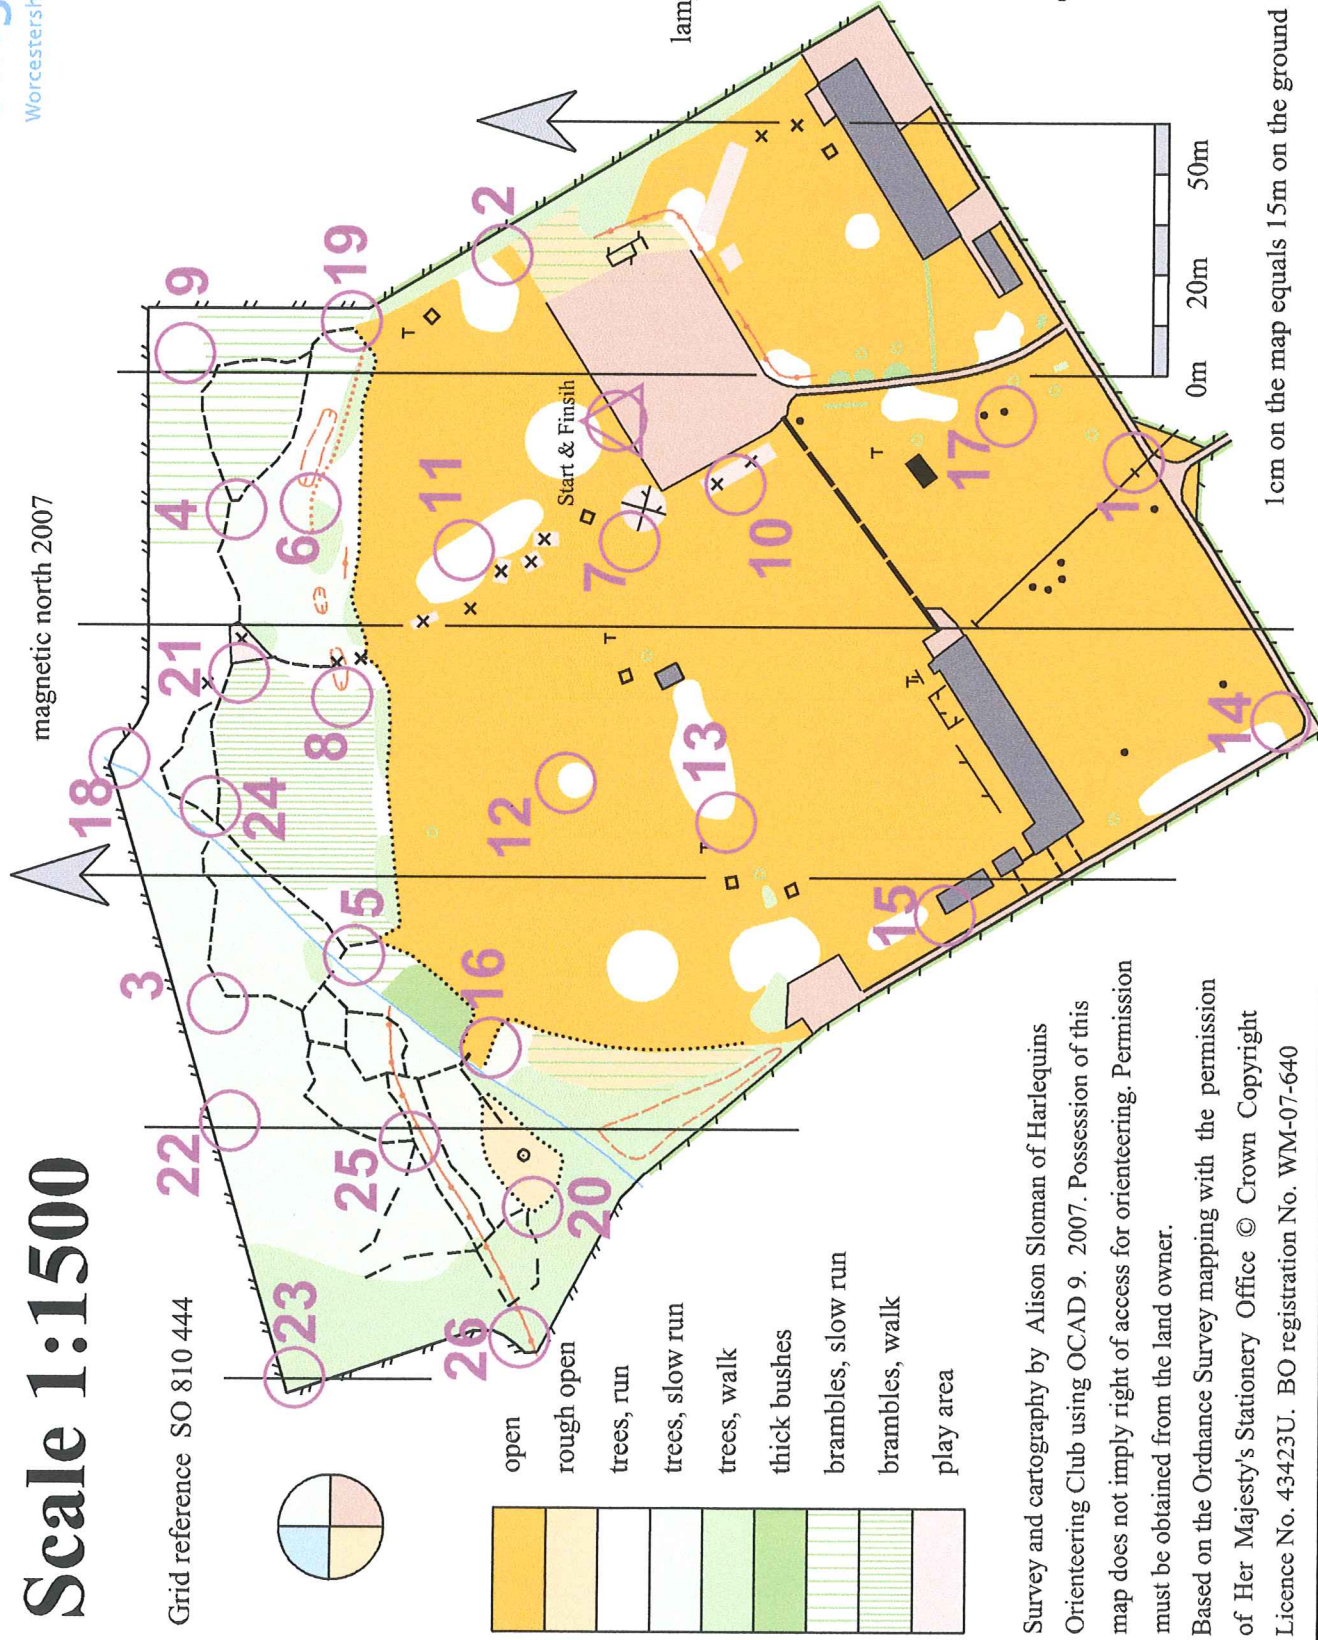 Worcestersh
Scale 1:1500
Grid reference SO 810 444
magnetic north 2007
lam
open
rough open
trees, run
trees, slow run
trees, walk
thick bushes
brambles, slow run
brambles, walk
play area
23
22
3
18
24
21
4
9
19
2
26
25
20
16
5
8
6
11
Start & Finsih
7
10
12
13
15
14
17
1
0m
20m
50m
1cm on the map equals 15m on the ground
Survey and cartography by Alison Sloman of Harlequins
Orienteering Club using OCAD 9. 2007. Possession of this
map does not imply right of access for orienteering. Permission
must be obtained from the land owner.
Based on the Ordnance Survey mapping with the permission
of Her Majesty's Stationery Office © Crown Copyright
Licence No. 43423U. BO registration No. WM-07-640